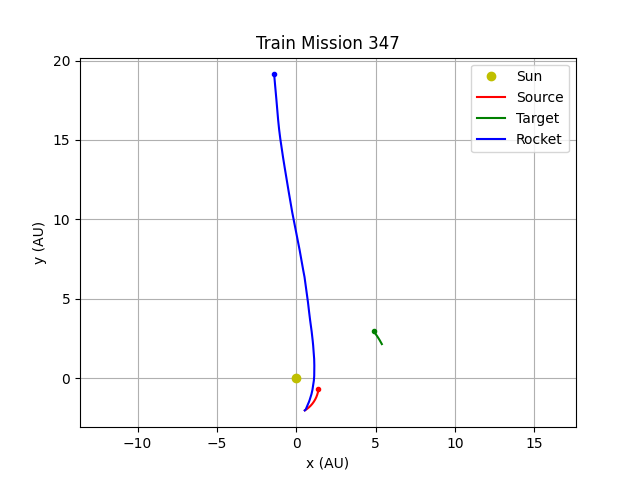 Train Mission 347
Sun
Source
Target
Rocket
y (AU)
20
15
10
5
0
−10 −5 0 5 10 15
x (AU)